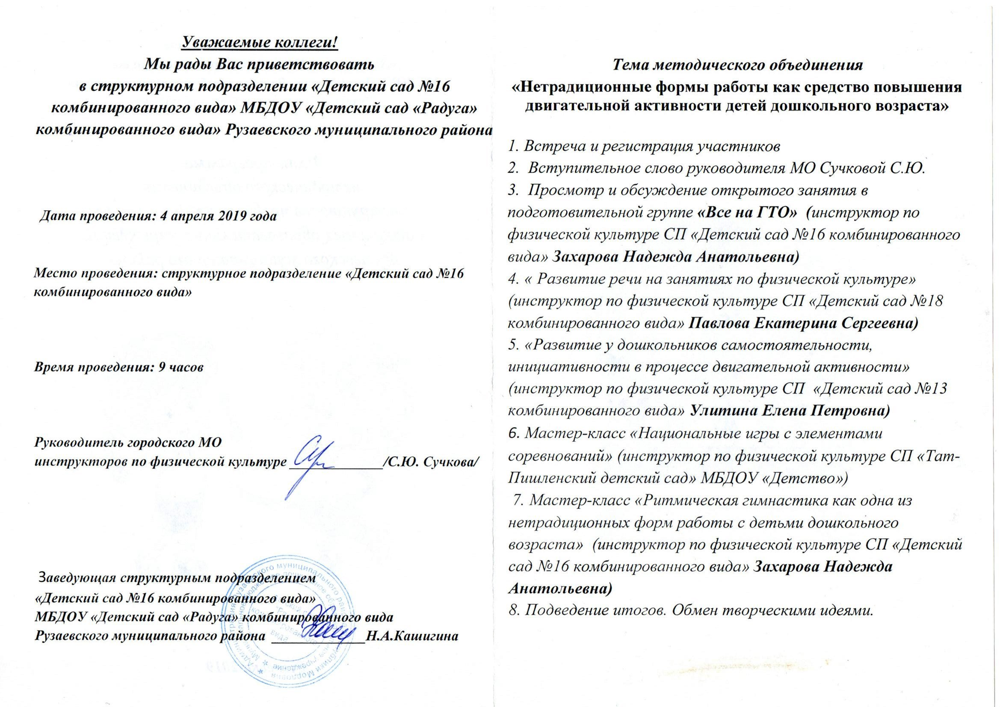 Уважаемые коллеги!
Мы рады Вас приветствовать
в структурном подразделении «Детский сад №16
комбинированного вида» МБДОУ «Детский сад «Радуга»
комбинированного вида» Рузаевского муниципального района
Дата проведения: 4 апреля 2019 года
Место проведения: структурное подразделение «Детский сад №16
комбинированного вида»
Время проведения: 9 часов
Руководитель городского МО
инструкторов по физической культуре ____________/С.Ю. Сучкова/
Заведующая структурным подразделением
«Детский сад №16 комбинированного вида»
МБДОУ «Детский сад «Радуга» комбинированного вида
Рузаевского муниципального района ____________Н.А.Кашигина
Тема методического объединения
«Нетрадиционные формы работы как средство повышения
двигательной активности детей дошкольного возраста»
1. Встреча и регистрация участников
2. Вступительное слово руководителя МО Сучковой С.Ю.
3. Просмотр и обсуждение открытого занятия в
подготовительной группе «Все на ГТО» (инструктор по
физической культуре СП «Детский сад №16 комбинированного
вида» Захарова Надежда Анатольевна)
4. « Развитие речи на занятиях по физической культуре»
(инструктор по физической культуре СП «Детский сад №18
комбинированного вида» Павлова Екатерина Сергеевна)
5. «Развитие у дошкольников самостоятельности,
инициативности в процессе двигательной активности»
(инструктор по физической культуре СП «Детский сад №13
комбинированного вида» Улитина Елена Петровна)
6. Мастер-класс «Национальные игры с элементами
соревнований» (инструктор по физической культуре СП «Тат-
Пишленский детский сад» МБДОУ «Детство»)
7. Мастер-класс «Ритмическая гимнастика как одна из
нетрадиционных форм работы с детьми дошкольного
возраста» (инструктор по физической культуре СП «Детский
сад №16 комбинированного вида» Захарова Надежда
Анатольевна)
8. Подведение итогов. Обмен творческими идеями.